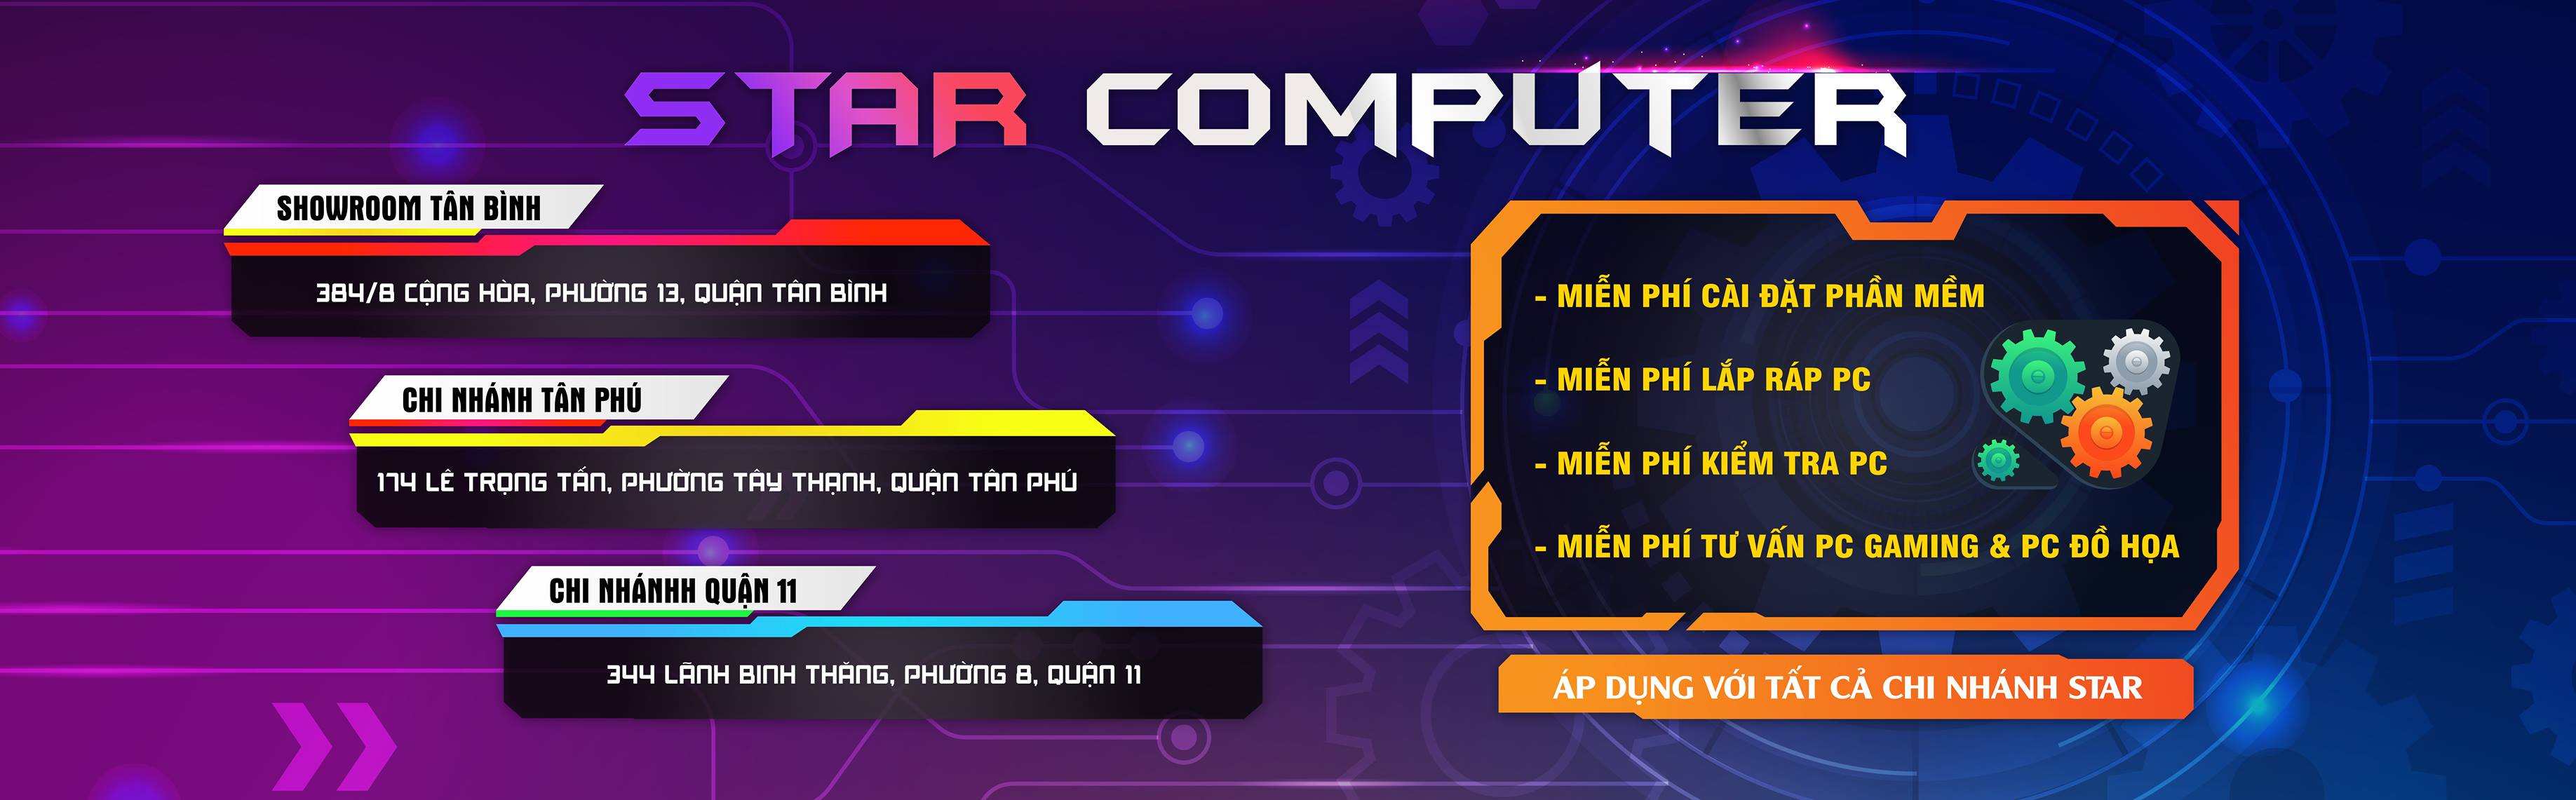 STAR COMPUTER
SHOWROOM TÂN BÌNH
384/8 CỘNG HÒA, PHƯỜNG 13, QUẬN TÂN BÌNH
CHI NHÁNH TÂN PHÚ
174 LÊ TRỌNG TẤN, PHƯỜNG TÂY THẠNH, QUẬN TÂN PHÚ
CHI NHÁNHH QUẬN 11
344 LÃNH BINH THĂNG, PHƯỜNG 8, QUẬN 11
- MIỄN PHÍ CÀI ĐẶT PHẦN MỀM
- MIỄN PHÍ LẮP RÁP PC
- MIỄN PHÍ KIỂM TRA PC
- MIỄN PHÍ TƯ VẤN PC GAMING & PC ĐỒ HỌA
ÁP DỤNG VỚI TẤT CẢ CHI NHÁNH STAR